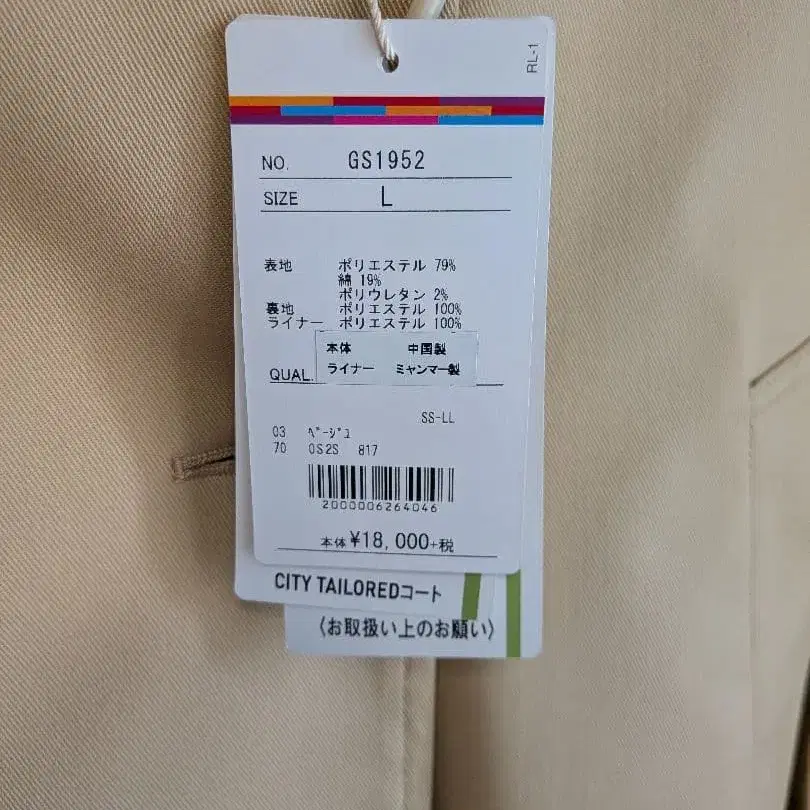 RL-1
NO. GS1952
SIZE L
表地 ポリエステル 79%
綿 19%
ポリウレタン 2%
裏地 ポリエステル 100%
ライナー ポリエステル 100%
本体 中国製
ライナー ミャンマー製
QUAL.
SS-LL
03 ﾍﾞｰｼﾞｭ
70 0S2S 817
2000006264046
本体 ¥18,000+税
CITY TAILOREDコート
〈お取扱い上のお願い〉